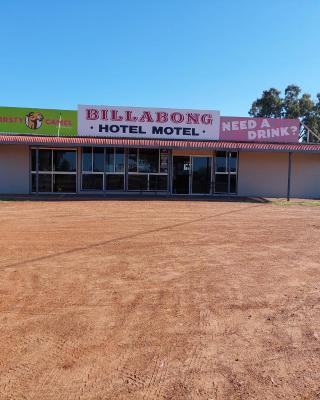 CAMEL
BILLABONG
· HOTEL MOTEL ·
NEED A
DRINK?